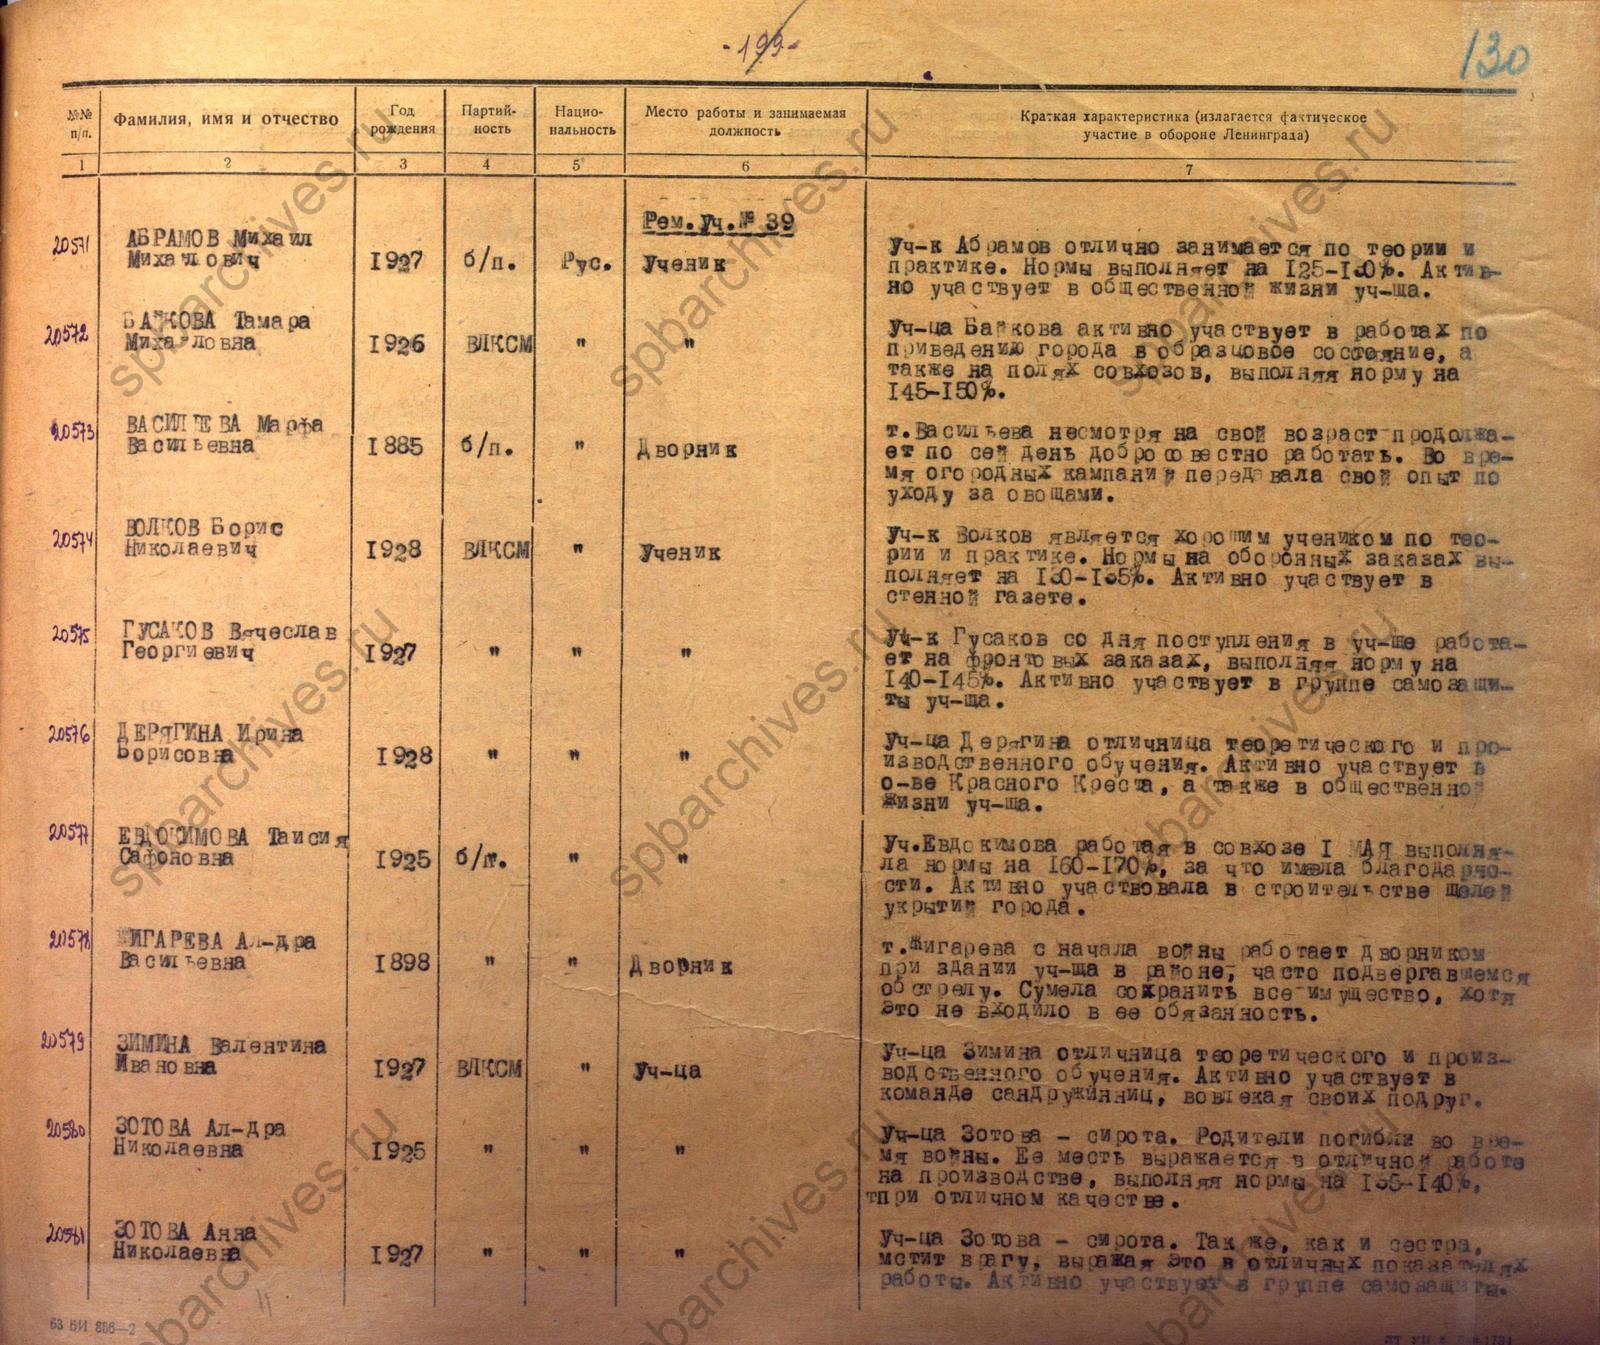 -199-
130
№№ п/п.
Фамилия, имя и отчество
Год рождения
Партий-ность
Нацио-нальность
Место работы и занимаемая должность
Краткая характеристика (излагается фактическое участие в обороне Ленинграда)
1 2 3 4 5 6 7
Рем.Уч.№ 39
20571 АБРАМОВ Михаил Михайлович 1927 б/п. Рус. Ученик
Уч-к Абрамов отлично занимается по теории и
практике. Нормы выполняет на 125-130%. Актив-
но участвует в общественной жизни уч-ща.
20572 БАЙКОВА Тамара Михайловна 1926 ВЛКСМ " "
Уч-ца Байкова активно участвует в работах по
приведению города в образцовое состояние, а
также на полях совхозов, выполняя норму на
145-150%.
20573 ВАСИЛЬЕВА Марфа Васильевна 1885 б/п. " Дворник
т.Васильева несмотря на свой возраст продолжа-
ет по сей день добросовестно работать. Во вре-
мя огородных кампаний передавала свой опыт по
уходу за овощами.
20574 ВОЛКОВ Борис Николаевич 1928 ВЛКСМ " Ученик
Уч-к Волков является хорошим учеником по тео-
рии и практике. Нормы на оборонных заказах вы-
полняет на 130-135%. Активно участвует в
стенной газете.
20575 ГУСАКОВ Вячеслав Георгиевич 1927 " " "
Уч-к Гусаков со дня поступления в уч-ще работа-
ет на фронтовых заказах, выполняя норму на
140-145%. Активно участвует в группе самозащи-
ты уч-ща.
20576 ДЕРЯГИНА Ирина Борисовна 1928 " " "
Уч-ца Дерягина отличница теоретического и про-
изводственного обучения. Активно участвует в
о-ве Красного Креста, а также в общественной
жизни уч-ща.
20577 ЕВДОКИМОВА Таисия Сафоновна 1925 б/п. " "
Уч.Евдокимова работая в совхозе I МАЯ выполня-
ла нормы на 160-170%, за что имела благодарно-
сти. Активно участвовала в строительстве щелей
укрытий города.
20578 ЖИГАРЕВА Ал-дра Васильевна 1898 " " Дворник
т.Жигарева с начала войны работает Дворником
при здании уч-ща в районе, часто подвергавшемся
обстрелу. Сумела сохранить все имущество, хотя
это не входило в ее обязанность.
20579 ЗИМИНА Валентина Ивановна 1927 ВЛКСМ " Уч-ца
Уч-ца Зимина отличница теоретического и произ-
водственного обучения. Активно участвует в
команде сандружинниц, вовлекая своих подруг.
20580 ЗОТОВА Ал-дра Николаевна 1925 " " "
Уч-ца Зотова - сирота. Родители погибли во вре-
мя войны. Ее месть выражается в отличной работе
на производстве, выполняя нормы на 135-140%,
тпри отличном качестве.
20581 ЗОТОВА Анна Николаевна 1927 " " "
Уч-ца Зотова - сирота. Так же, как и сестра,
мстит врагу, выражая это в отличных показателях
работы. Активно участвует в группе самозащиты.
spbarchives.ru